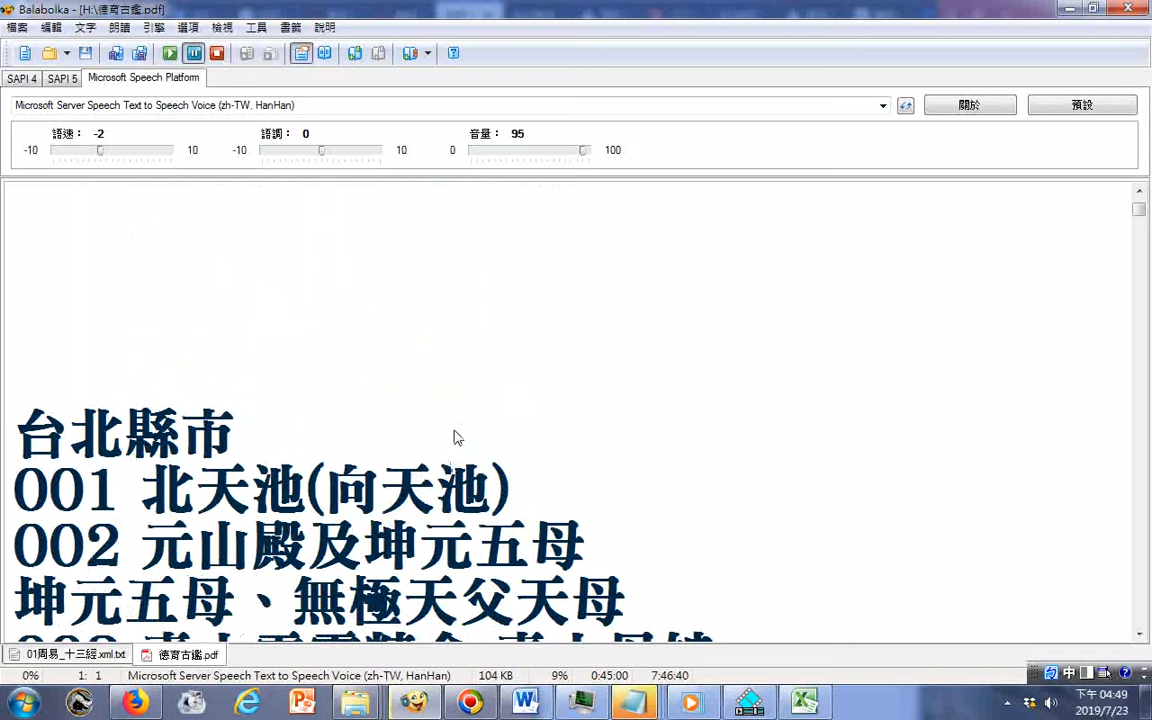 Balabolka - [H:\德育古鑑.pdf]
檔案 編輯 文字 朗讀 引擎 選項 檢視 工具 書籤 說明
SAPI 4 SAPI 5 Microsoft Speech Platform
Microsoft Server Speech Text to Speech Voice (zh-TW, HanHan) 關於 預設
語速： -2 語調： 0 音量： 95
-10 10 -10 10 0 100
台北縣市
001 北天池(向天池)
002 元山殿及坤元五母
坤元五母、無極天父天母
01周易_十三經.xml.txt 德育古鑑.pdf
0% 1: 1 Microsoft Server Speech Text to Speech Voice (zh-TW, HanHan) 104 KB 9% 0:45:00 7:46:40
中
下午 04:49
2019/7/23